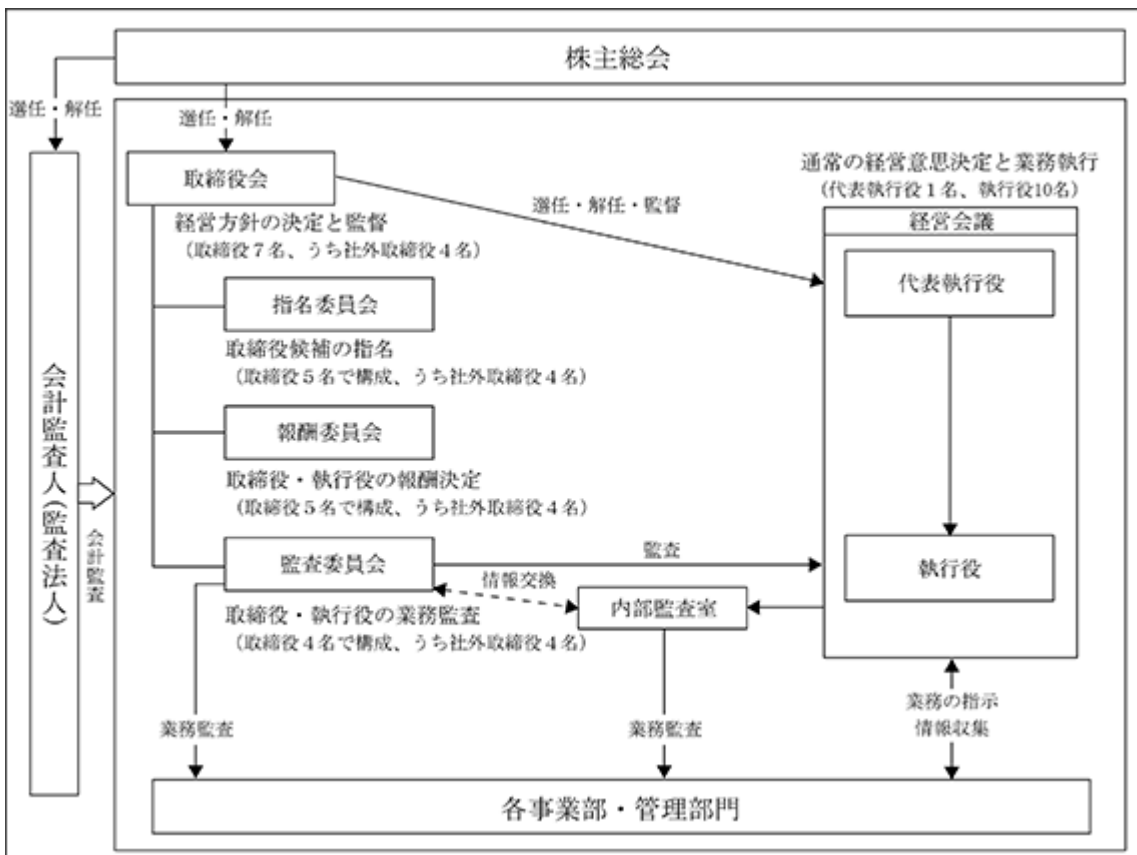 株主総会
選任・解任
選任・解任
取締役会
経営方針の決定と監督
（取締役７名、うち社外取締役４名）
選任・解任・監督
通常の経営意思決定と業務執行
（代表執行役１名、執行役10名）
経営会議
代表執行役
執行役
指名委員会
取締役候補の指名
（取締役５名で構成、うち社外取締役４名）
報酬委員会
取締役・執行役の報酬決定
（取締役５名で構成、うち社外取締役４名）
監査委員会
監査
情報交換
内部監査室
取締役・執行役の業務監査
（取締役４名で構成、うち社外取締役４名）
会計監査人(監査法人)
会計監査
業務監査
業務監査
業務の指示
情報収集
各事業部・管理部門